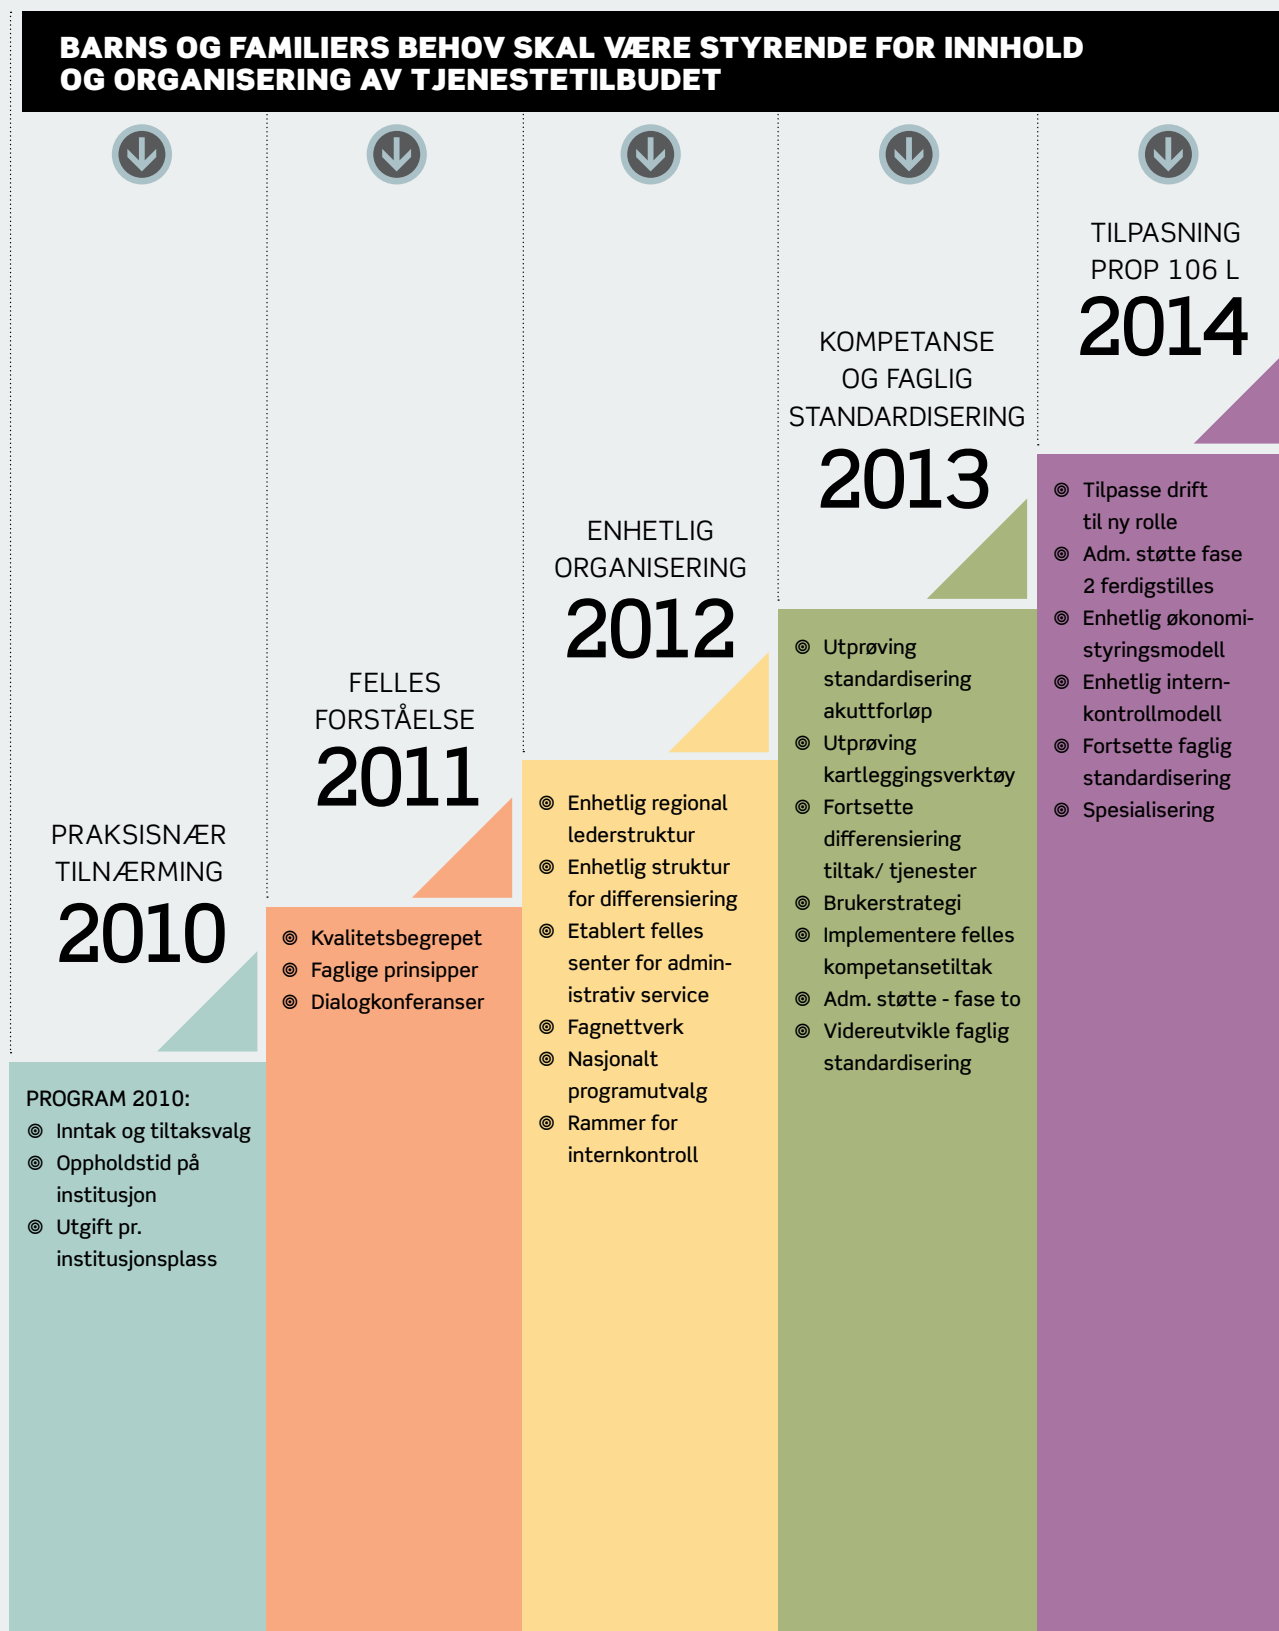 BARNS OG FAMILIERS BEHOV SKAL VÆRE STYRENDE FOR INNHOLD
OG ORGANISERING AV TJENESTETILBUDET
PRAKSISNÆR
TILNÆRMING
2010
PROGRAM 2010:
Inntak og tiltaksvalg
Oppholdstid på
institusjon
Utgift pr.
institusjonsplass
FELLES
FORSTÅELSE
2011
Kvalitetsbegrepet
Faglige prinsipper
Dialogkonferanser
ENHETLIG
ORGANISERING
2012
Enhetlig regional
lederstruktur
Enhetlig struktur
for differensiering
Etablert felles
senter for admin-
istrativ service
Fagnettverk
Nasjonalt
programutvalg
Rammer for
internkontroll
KOMPETANSE
OG FAGLIG
STANDARDISERING
2013
Utprøving
standardisering
akuttforløp
Utprøving
kartleggingsverktøy
Fortsette
differensiering
tiltak/ tjenester
Brukerstrategi
Implementere felles
kompetansetiltak
Adm. støtte - fase to
Videreutvikle faglig
standardisering
TILPASNING
PROP 106 L
2014
Tilpasse drift
til ny rolle
Adm. støtte fase
2 ferdigstilles
Enhetlig økonomi-
styringsmodell
Enhetlig intern-
kontrollmodell
Fortsette faglig
standardisering
Spesialisering